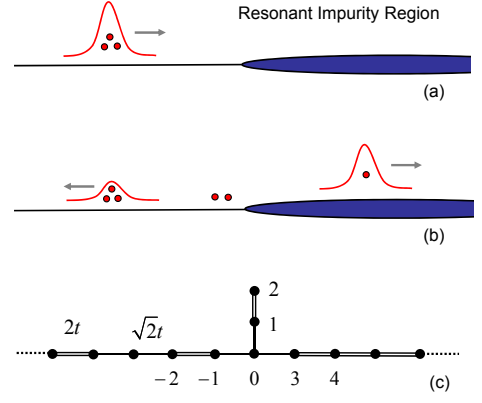 Resonant Impurity Region
(a)
(b)
2
2t
√2t
1
−2 −1 0 3 4
(c)